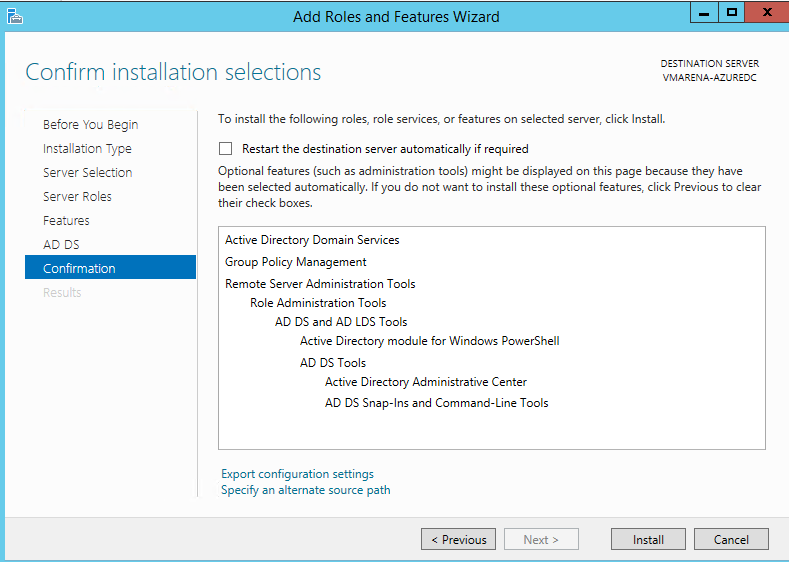 Add Roles and Features Wizard
Confirm installation selections
DESTINATION SERVER
VMARENA-AZUREDC
Before You Begin
Installation Type
Server Selection
Server Roles
Features
AD DS
Confirmation
Results
To install the following roles, role services, or features on selected server, click Install.
Restart the destination server automatically if required
Optional features (such as administration tools) might be displayed on this page because they have
been selected automatically. If you do not want to install these optional features, click Previous to clear
their check boxes.
Active Directory Domain Services
Group Policy Management
Remote Server Administration Tools
Role Administration Tools
AD DS and AD LDS Tools
Active Directory module for Windows PowerShell
AD DS Tools
Active Directory Administrative Center
AD DS Snap-Ins and Command-Line Tools
Export configuration settings
Specify an alternate source path
< Previous
Next >
Install
Cancel